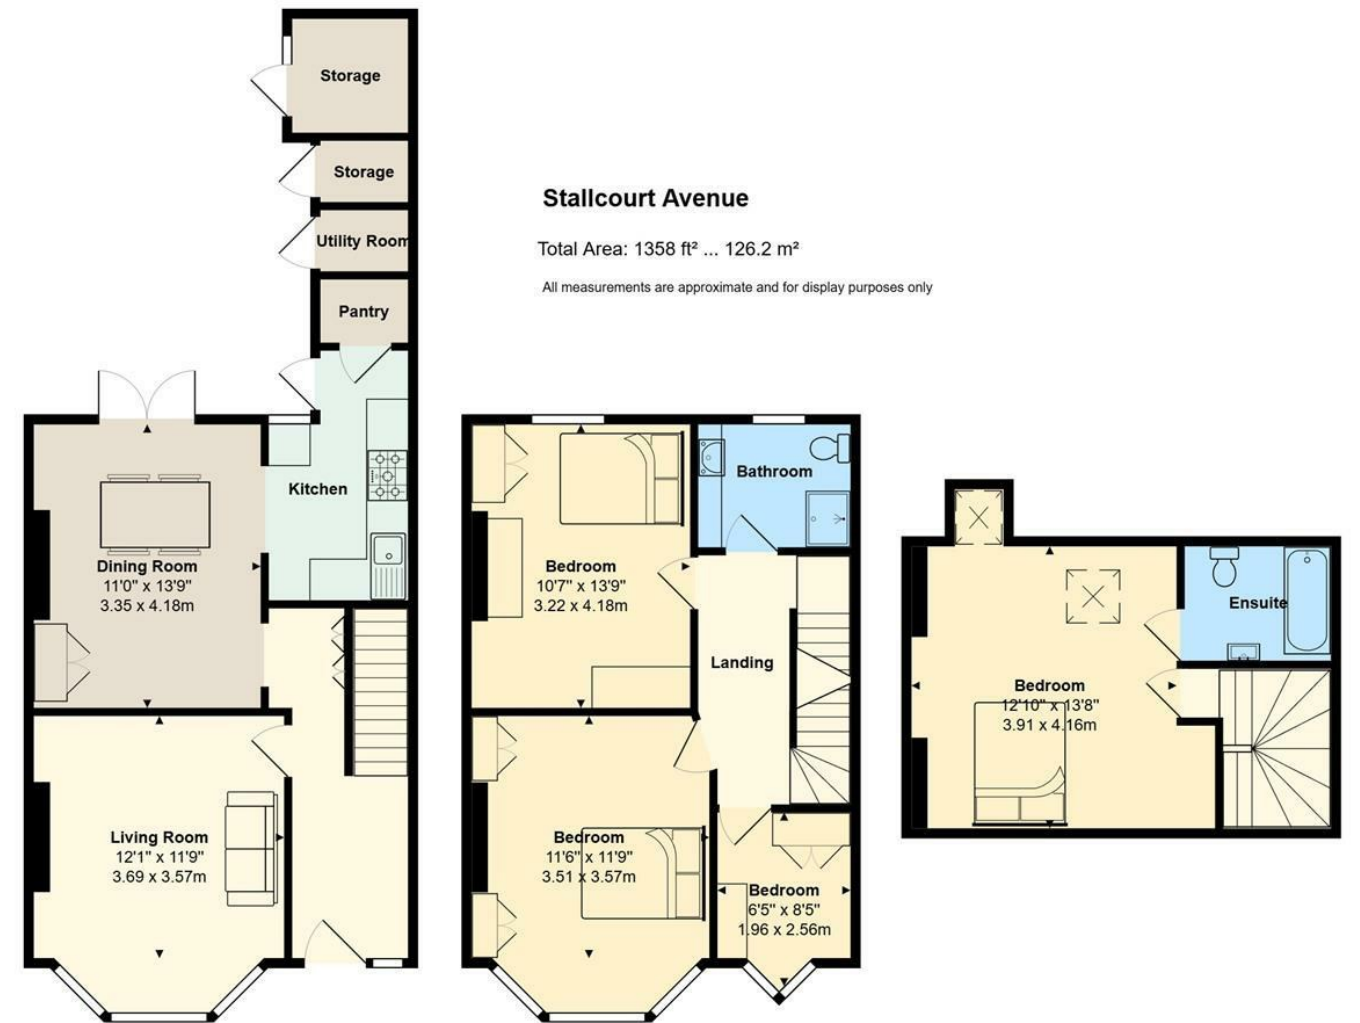 Storage
Storage
Utility Room
Pantry
Kitchen
Dining Room
11'0" x 13'9"
3.35 x 4.18m
Living Room
12'1" x 11'9"
3.69 x 3.57m
Stallcourt Avenue
Total Area: 1358 ft² ... 126.2 m²
All measurements are approximate and for display purposes only
Bedroom
10'7" x 13'9"
3.22 x 4.18m
Bathroom
Landing
Bedroom
11'6" x 11'9"
3.51 x 3.57m
Bedroom
6'5" x 8'5"
1.96 x 2.56m
Bedroom
12'10" x 13'8"
3.91 x 4.16m
Ensuite